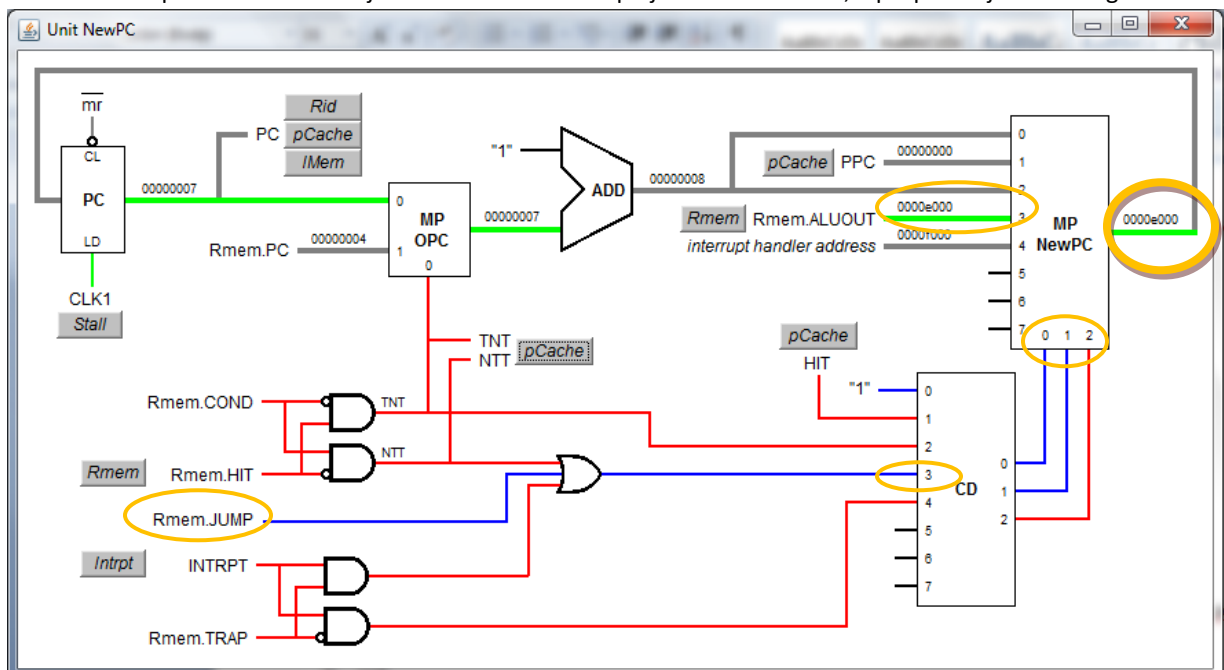 Unit NewPC
mr
CL
PC
LD
CLK1
Stall
00000007
PC
Rid
pCache
IMem
Rmem.PC
00000004
0
1
MP
OPC
0
00000007
"1"
ADD
00000008
pCache
PPC
00000000
Rmem
Rmem.ALUOUT
0000e000
interrupt handler address
0000f000
0
1
2
3
4
5
6
7
MP
NewPC
0 1 2
0000e000
TNT
NTT
pCache
pCache
HIT
"1"
Rmem.COND
TNT
NTT
Rmem
Rmem.HIT
Rmem.JUMP
Intrpt
INTRPT
Rmem.TRAP
0
1
2
3
4
5
6
7
CD
0
1
2